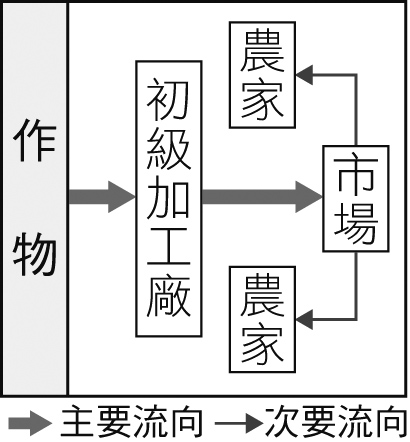 作物
初級加工廠
農家
市場
農家
主要流向 次要流向